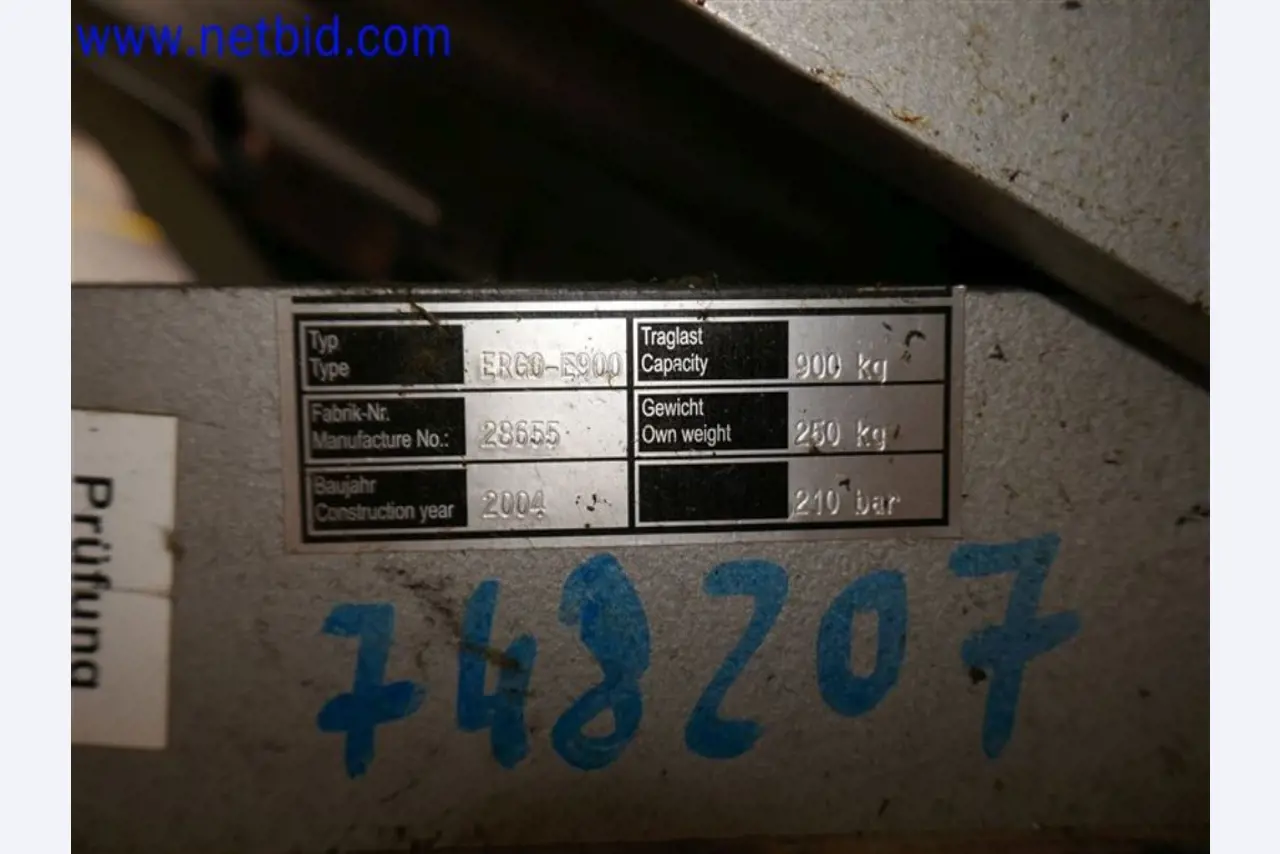 www.netbid.com
Typ
Type
ERGO-E900
Traglast
Capacity
900 kg
Fabrik-Nr.
Manufacture No.:
28655
Gewicht
Own weight
250 kg
Baujahr
Construction year
2004
210 bar
Prüfung
748207